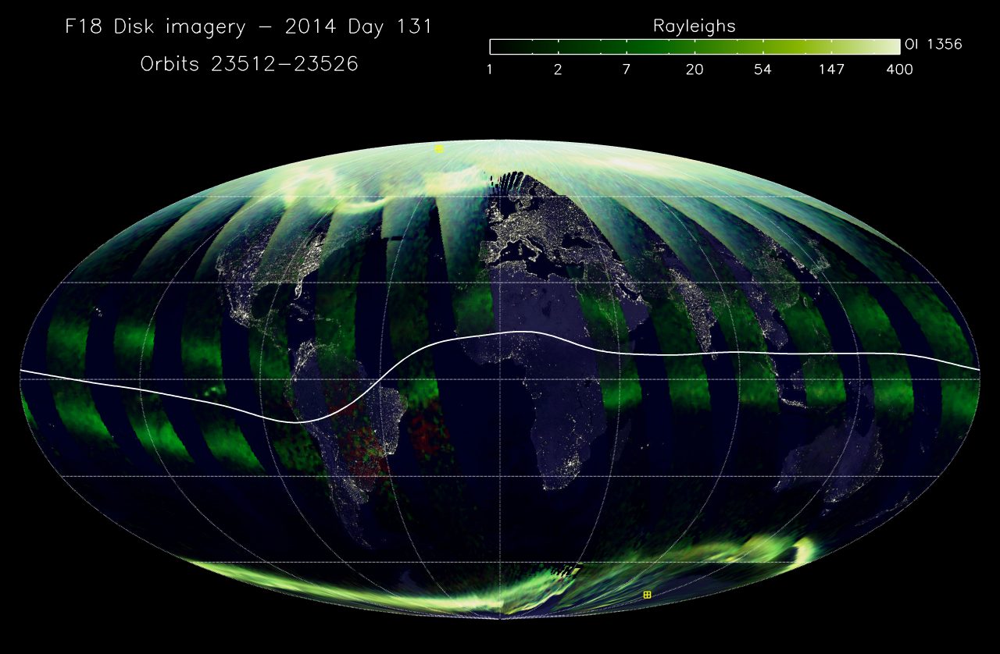 F18 Disk imagery − 2014 Day 131
Orbits 23512−23526
Rayleighs
OI 1356
1 2 7 20 54 147 400